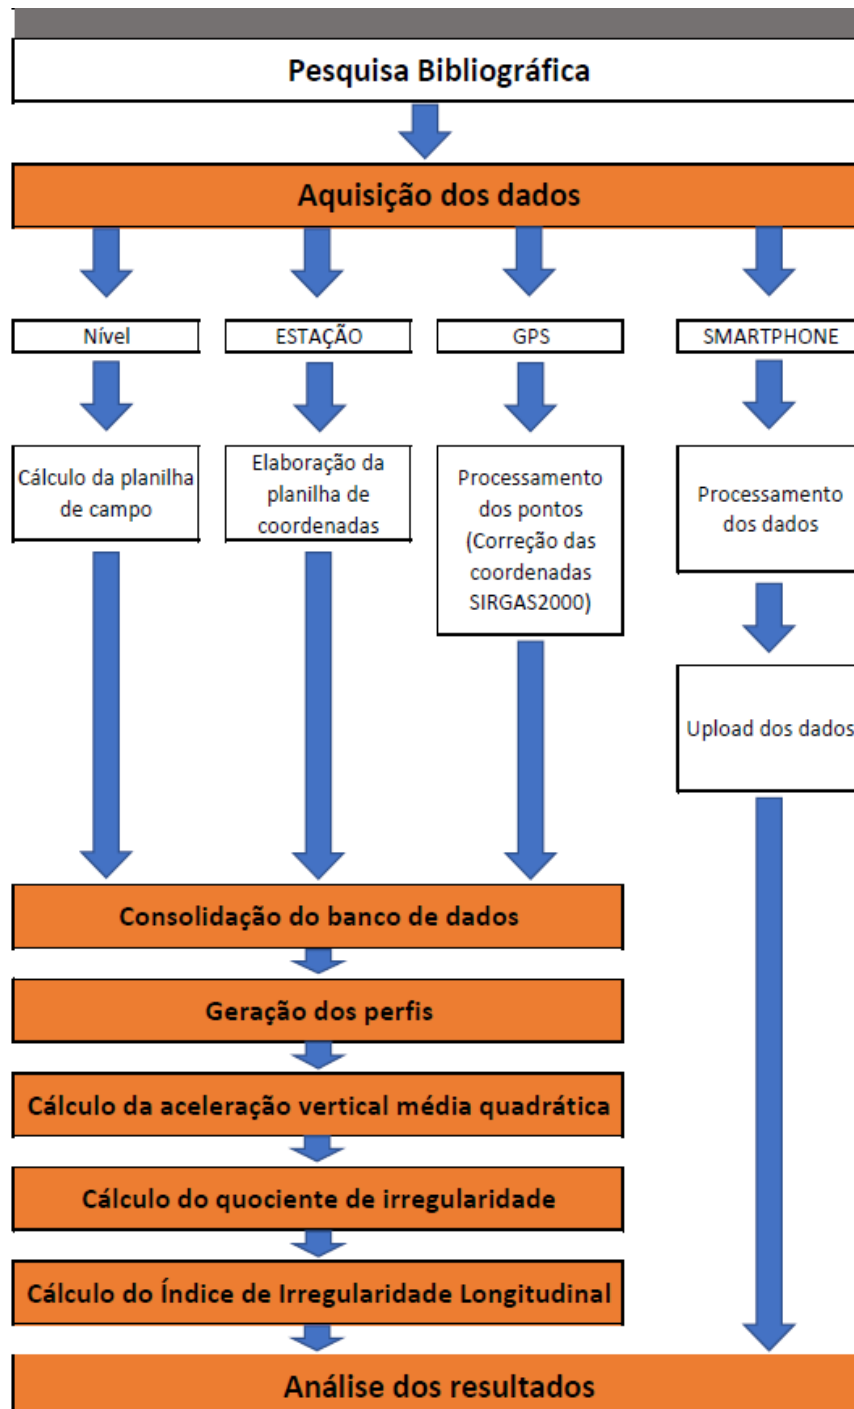 Pesquisa Bibliográfica
Aquisição dos dados
Nível
ESTAÇÃO
GPS
SMARTPHONE
Cálculo da planilha
de campo
Elaboração da
planilha de
coordenadas
Processamento
dos pontos
(Correção das
coordenadas
SIRGAS2000)
Processamento
dos dados
Upload dos dados
Consolidação do banco de dados
Geração dos perfis
Cálculo da aceleração vertical média quadrática
Cálculo do quociente de irregularidade
Cálculo do Índice de Irregularidade Longitudinal
Análise dos resultados